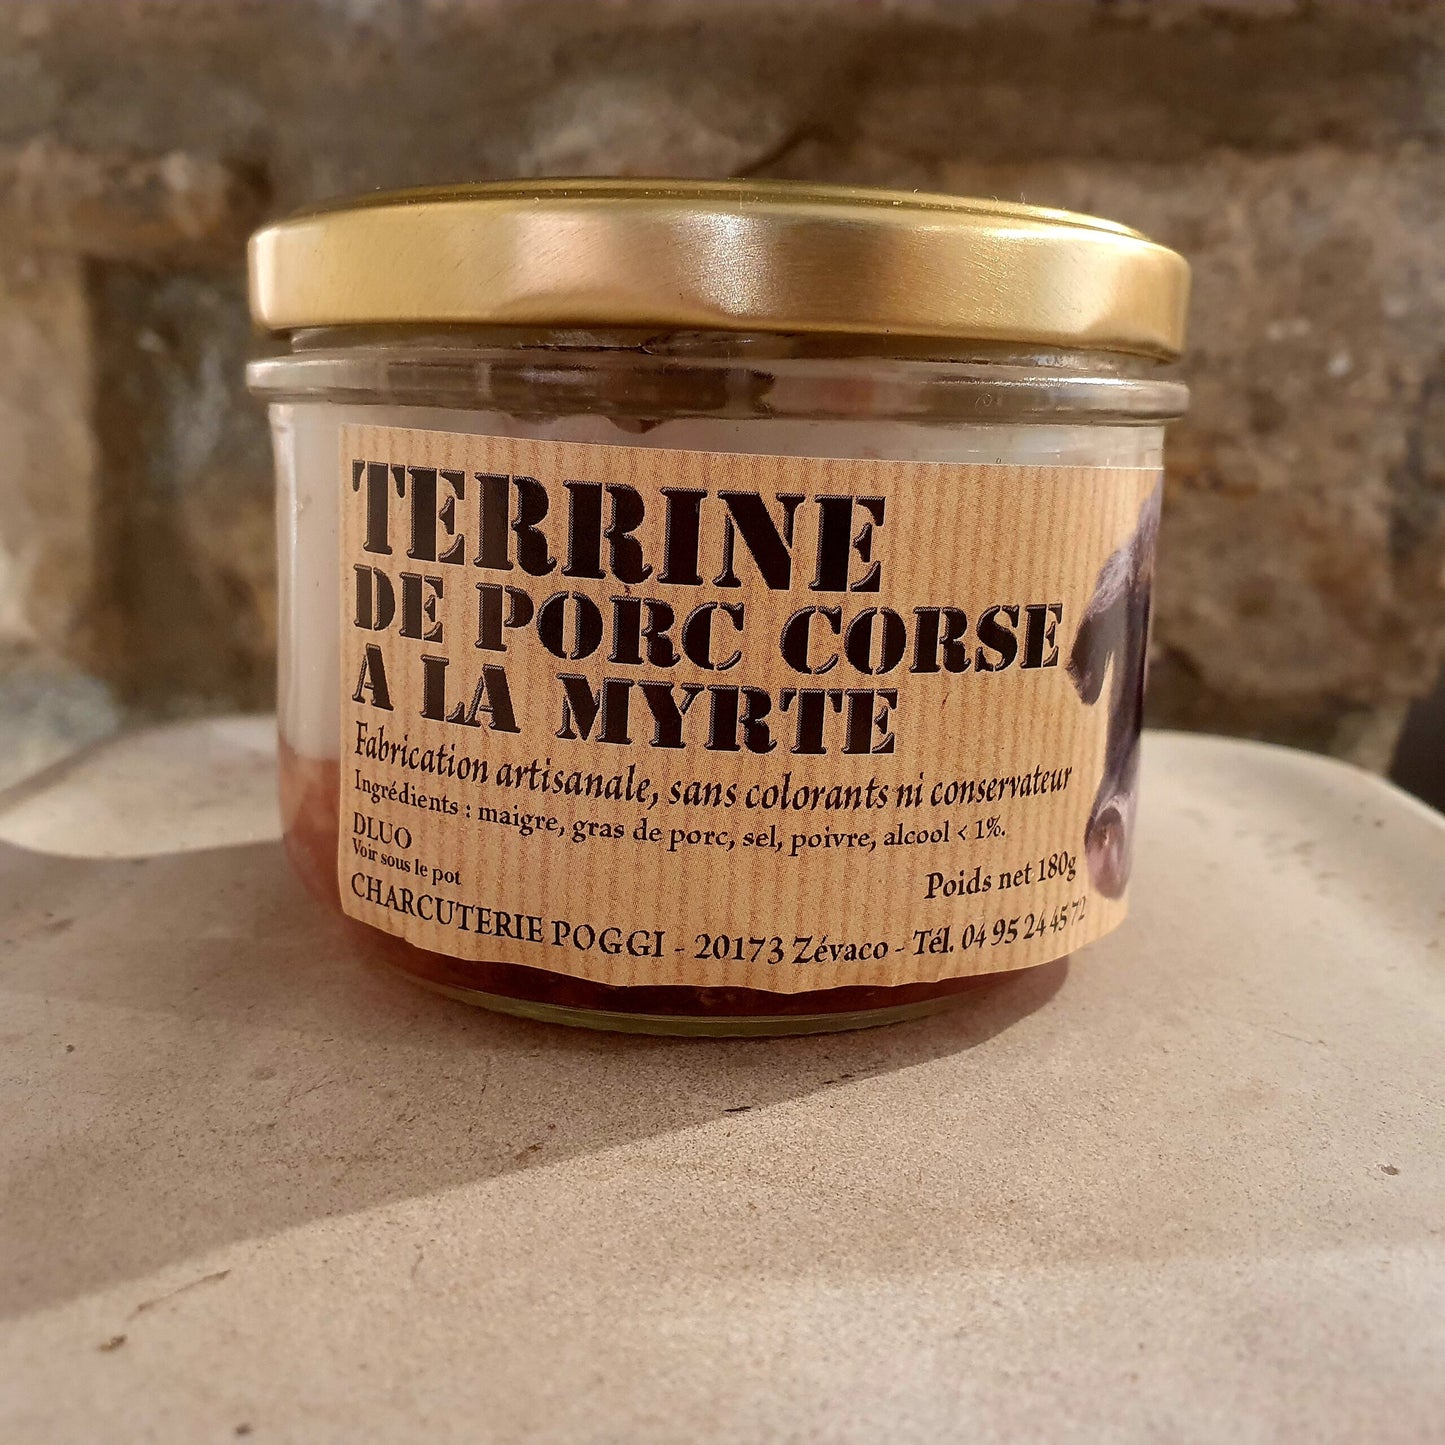 TERRINE
DE PORC CORSE
A LA MYRTE
Fabrication artisanale, sans colorants ni conservateur
Ingrédients : maigre, gras de porc, sel, poivre, alcool < 1%.
DLUO
Voir sous le pot
Poids net 180g
CHARCUTERIE POGGI - 20173 Zévaco - Tél. 04 95 24 45 72